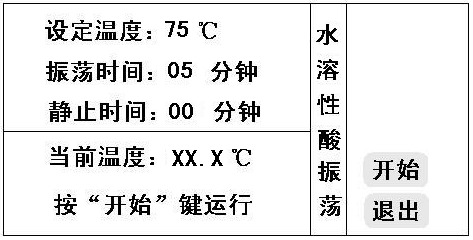 设定温度：75 ℃
振荡时间：05 分钟
静止时间：00 分钟
当前温度：XX.X℃
按“开始”键运行
水溶性酸振荡
开始
退出